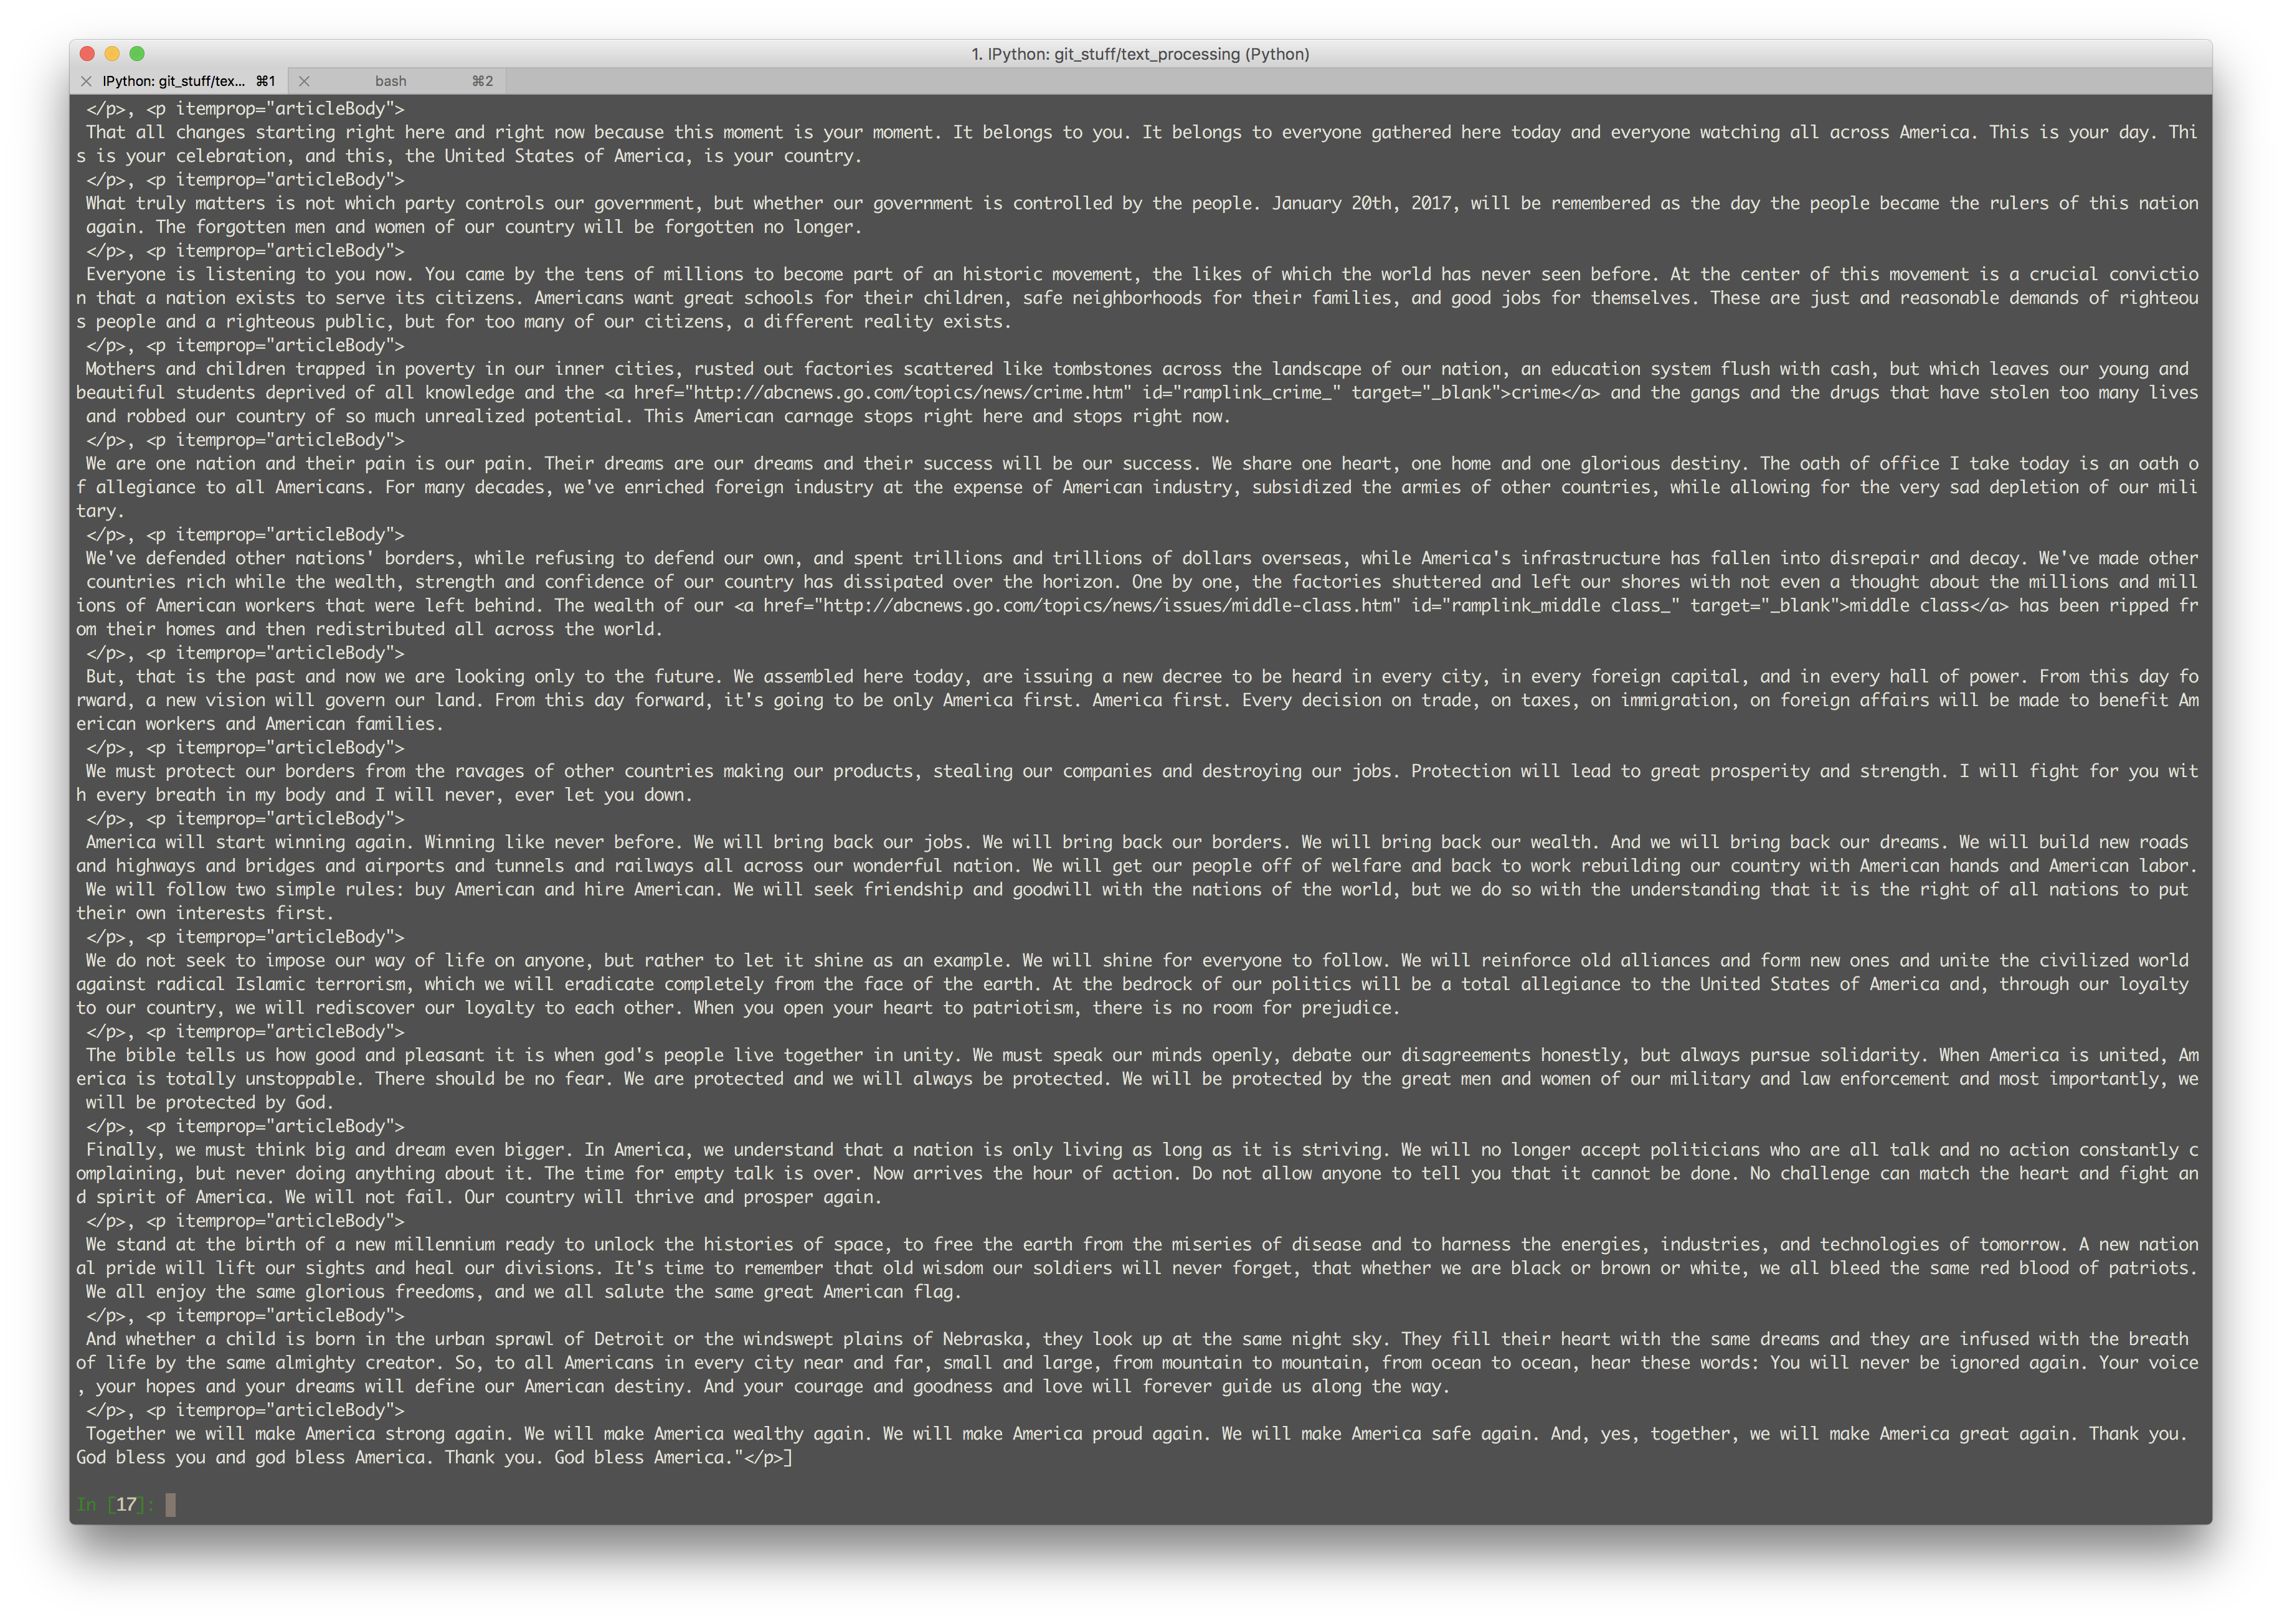 1. IPython: git_stuff/text_processing (Python)
IPython: git_stuff/tex... ⌘1 bash ⌘2
</p>, <p itemprop="articleBody">
That all changes starting right here and right now because this moment is your moment. It belongs to you. It belongs to everyone gathered here today and everyone watching all across America. This is your day. Thi
s is your celebration, and this, the United States of America, is your country.
</p>, <p itemprop="articleBody">
What truly matters is not which party controls our government, but whether our government is controlled by the people. January 20th, 2017, will be remembered as the day the people became the rulers of this nation
again. The forgotten men and women of our country will be forgotten no longer.
</p>, <p itemprop="articleBody">
Everyone is listening to you now. You came by the tens of millions to become part of an historic movement, the likes of which the world has never seen before. At the center of this movement is a crucial convictio
n that a nation exists to serve its citizens. Americans want great schools for their children, safe neighborhoods for their families, and good jobs for themselves. These are just and reasonable demands of righteou
s people and a righteous public, but for too many of our citizens, a different reality exists.
</p>, <p itemprop="articleBody">
Mothers and children trapped in poverty in our inner cities, rusted out factories scattered like tombstones across the landscape of our nation, an education system flush with cash, but which leaves our young and
beautiful students deprived of all knowledge and the <a href="http://abcnews.go.com/topics/news/crime.htm" id="ramplink_crime_" target="_blank">crime</a> and the gangs and the drugs that have stolen too many lives
and robbed our country of so much unrealized potential. This American carnage stops right here and stops right now.
</p>, <p itemprop="articleBody">
We are one nation and their pain is our pain. Their dreams are our dreams and their success will be our success. We share one heart, one home and one glorious destiny. The oath of office I take today is an oath o
f allegiance to all Americans. For many decades, we've enriched foreign industry at the expense of American industry, subsidized the armies of other countries, while allowing for the very sad depletion of our mili
tary.
</p>, <p itemprop="articleBody">
We've defended other nations' borders, while refusing to defend our own, and spent trillions and trillions of dollars overseas, while America's infrastructure has fallen into disrepair and decay. We've made other
countries rich while the wealth, strength and confidence of our country has dissipated over the horizon. One by one, the factories shuttered and left our shores with not even a thought about the millions and mill
ions of American workers that were left behind. The wealth of our <a href="http://abcnews.go.com/topics/news/issues/middle-class.htm" id="ramplink_middle class_" target="_blank">middle class</a> has been ripped fr
om their homes and then redistributed all across the world.
</p>, <p itemprop="articleBody">
But, that is the past and now we are looking only to the future. We assembled here today, are issuing a new decree to be heard in every city, in every foreign capital, and in every hall of power. From this day fo
rward, a new vision will govern our land. From this day forward, it's going to be only America first. America first. Every decision on trade, on taxes, on immigration, on foreign affairs will be made to benefit Am
erican workers and American families.
</p>, <p itemprop="articleBody">
We must protect our borders from the ravages of other countries making our products, stealing our companies and destroying our jobs. Protection will lead to great prosperity and strength. I will fight for you wit
h every breath in my body and I will never, ever let you down.
</p>, <p itemprop="articleBody">
America will start winning again. Winning like never before. We will bring back our jobs. We will bring back our borders. We will bring back our wealth. And we will bring back our dreams. We will build new roads
and highways and bridges and airports and tunnels and railways all across our wonderful nation. We will get our people off of welfare and back to work rebuilding our country with American hands and American labor.
We will follow two simple rules: buy American and hire American. We will seek friendship and goodwill with the nations of the world, but we do so with the understanding that it is the right of all nations to put
their own interests first.
</p>, <p itemprop="articleBody">
We do not seek to impose our way of life on anyone, but rather to let it shine as an example. We will shine for everyone to follow. We will reinforce old alliances and form new ones and unite the civilized world
against radical Islamic terrorism, which we will eradicate completely from the face of the earth. At the bedrock of our politics will be a total allegiance to the United States of America and, through our loyalty
to our country, we will rediscover our loyalty to each other. When you open your heart to patriotism, there is no room for prejudice.
</p>, <p itemprop="articleBody">
The bible tells us how good and pleasant it is when god's people live together in unity. We must speak our minds openly, debate our disagreements honestly, but always pursue solidarity. When America is united, Am
erica is totally unstoppable. There should be no fear. We are protected and we will always be protected. We will be protected by the great men and women of our military and law enforcement and most importantly, we
will be protected by God.
</p>, <p itemprop="articleBody">
Finally, we must think big and dream even bigger. In America, we understand that a nation is only living as long as it is striving. We will no longer accept politicians who are all talk and no action constantly c
omplaining, but never doing anything about it. The time for empty talk is over. Now arrives the hour of action. Do not allow anyone to tell you that it cannot be done. No challenge can match the heart and fight an
d spirit of America. We will not fail. Our country will thrive and prosper again.
</p>, <p itemprop="articleBody">
We stand at the birth of a new millennium ready to unlock the histories of space, to free the earth from the miseries of disease and to harness the energies, industries, and technologies of tomorrow. A new nation
al pride will lift our sights and heal our divisions. It's time to remember that old wisdom our soldiers will never forget, that whether we are black or brown or white, we all bleed the same red blood of patriots.
We all enjoy the same glorious freedoms, and we all salute the same great American flag.
</p>, <p itemprop="articleBody">
And whether a child is born in the urban sprawl of Detroit or the windswept plains of Nebraska, they look up at the same night sky. They fill their heart with the same dreams and they are infused with the breath
of life by the same almighty creator. So, to all Americans in every city near and far, small and large, from mountain to mountain, from ocean to ocean, hear these words: You will never be ignored again. Your voice
, your hopes and your dreams will define our American destiny. And your courage and goodness and love will forever guide us along the way.
</p>, <p itemprop="articleBody">
Together we will make America strong again. We will make America wealthy again. We will make America proud again. We will make America safe again. And, yes, together, we will make America great again. Thank you.
God bless you and god bless America. Thank you. God bless America."</p>]
In [17]: